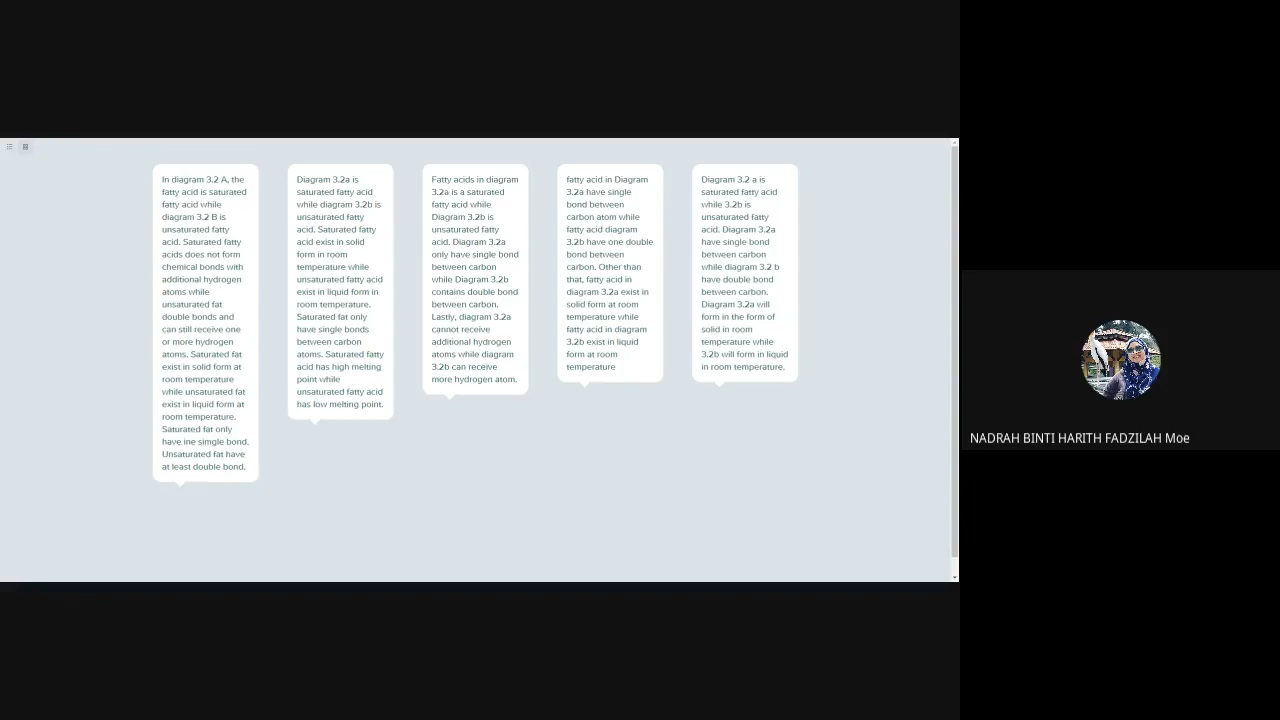 In diagram 3.2 A, the
fatty acid is saturated
fatty acid while
diagram 3.2 B is
unsaturated fatty
acid. Saturated fatty
acids does not form
chemical bonds with
additional hydrogen
atoms while
unsaturated fat
double bonds and
can still receive one
or more hydrogen
atoms. Saturated fat
exist in solid form at
room temperature
while unsaturated fat
exist in liquid form at
room temperature.
Saturated fat only
have ine simgle bond.
Unsaturated fat have
at least double bond.
Diagram 3.2a is
saturated fatty acid
while diagram 3.2b is
unsaturated fatty
acid. Saturated fatty
acid exist in solid
form in room
temperature while
unsaturated fatty acid
exist in liquid form in
room temperature.
Saturated fat only
have single bonds
between carbon
atoms. Saturated fatty
acid has high melting
point while
unsaturated fatty acid
has low melting point.
Fatty acids in diagram
3.2a is a saturated
fatty acid while
Diagram 3.2b is
unsaturated fatty
acid. Diagram 3.2a
only have single bond
between carbon
while Diagram 3.2b
contains double bond
between carbon.
Lastly, diagram 3.2a
cannot receive
additional hydrogen
atoms while diagram
3.2b can receive
more hydrogen atom.
fatty acid in Diagram
3.2a have single
bond between
carbon atom while
fatty acid diagram
3.2b have one double
bond between
carbon. Other than
that, fatty acid in
diagram 3.2a exist in
solid form at room
temperature while
fatty acid in diagram
3.2b exist in liquid
form at room
temperature
Diagram 3.2 a is
saturated fatty acid
while 3.2b is
unsaturated fatty
acid. Diagram 3.2a
have single bond
between carbon
while diagram 3.2 b
have double bond
between carbon.
Diagram 3.2a will
form in the form of
solid in room
temperature while
3.2b will form in liquid
in room temperature.
NADRAH BINTI HARITH FADZILAH Moe